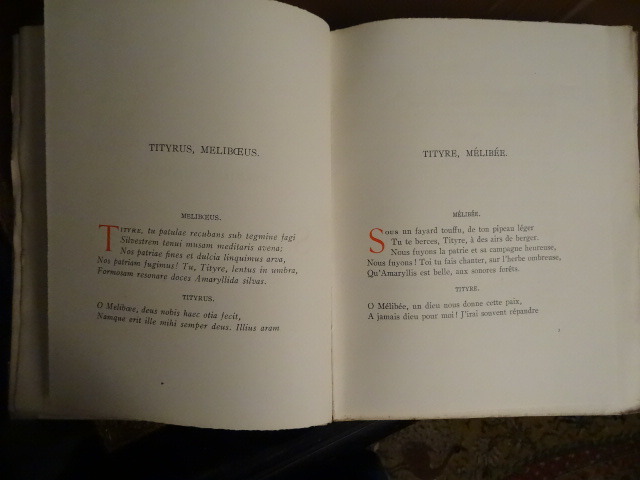 TITYRUS, MELIBŒUS.
MELIBŒUS.
TITYRE, tu patulae recubans sub tegmine fagi
Silvestrem tenui musam meditaris avena;
Nos patriae fines et dulcia linquimus arva,
Nos patriam fugimus! Tu, Tityre, lentus in umbra,
Formosam resonare doces Amaryllida silvas.
TITYRUS.
O Meliboee, deus nobis haec otia fecit,
Namque erit ille mihi semper deus. Illius aram
TITYRE, MÉLIBÉE.
MÉLIBÉE.
SOUS un fayard touffu, de ton pipeau léger
Tu te berces, Tityre, à des airs de berger.
Nous fuyons la patrie et sa campagne heureuse,
Nous fuyons! Toi tu fais chanter, sur l'herbe ombreuse,
Qu'Amaryllis est belle, aux sonores forêts.
TITYRE.
O Mélibée, un dieu nous donne cette paix,
A jamais dieu pour moi! J'irai souvent répandre